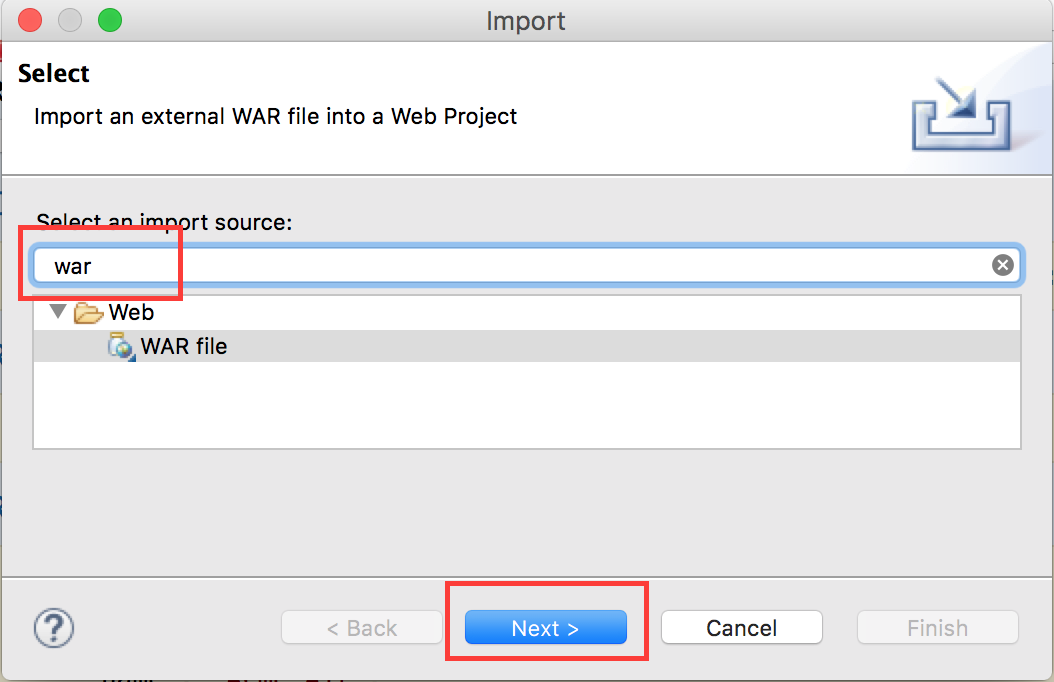 Import
Select
Import an external WAR file into a Web Project
Select an import source:
war
Web
WAR file
?
< Back
Next >
Cancel
Finish